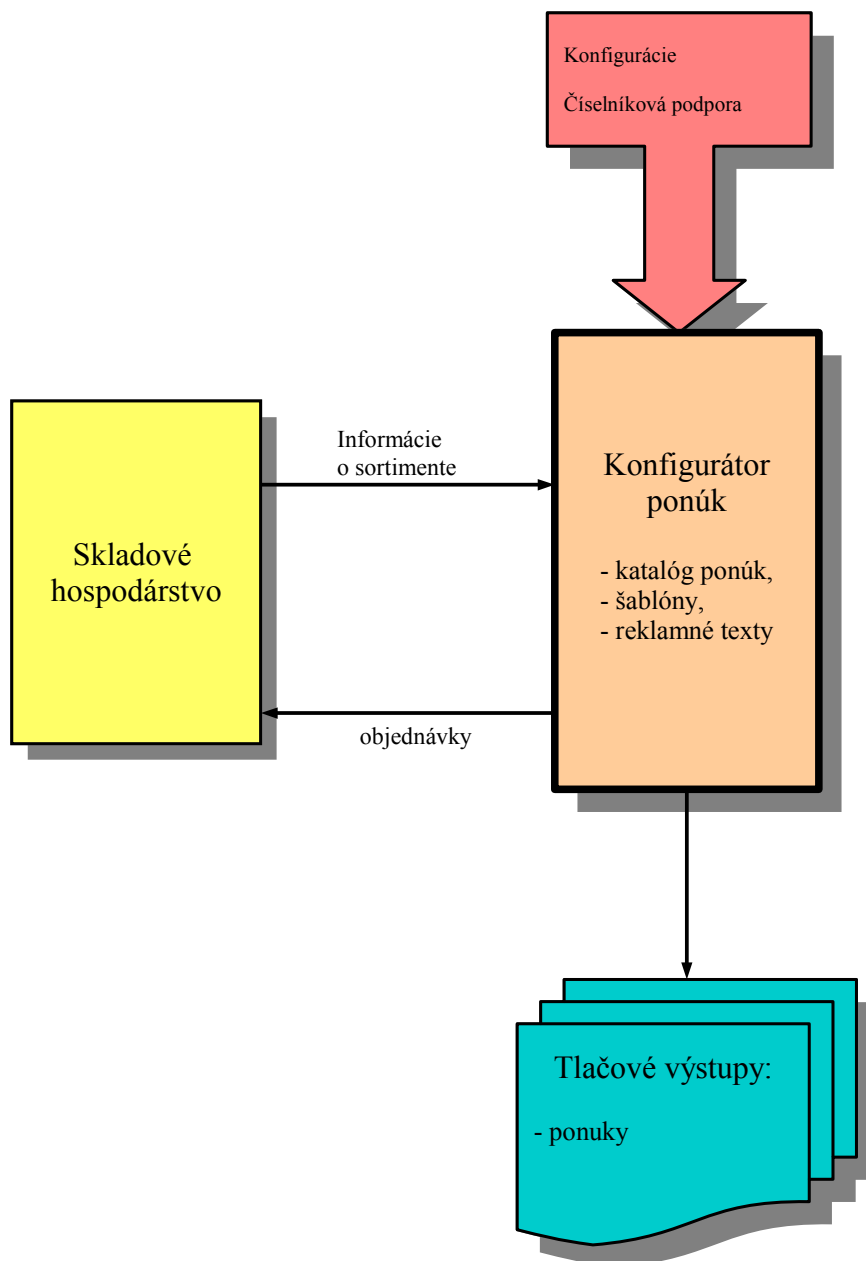 Konfigurácie
Číselníková podpora
Informácie
o sortimente
Konfigurátor
ponúk
- katalóg ponúk,
- šablóny,
- reklamné texty
Skladové
hospodárstvo
objednávky
Tlačové výstupy:
- ponuky